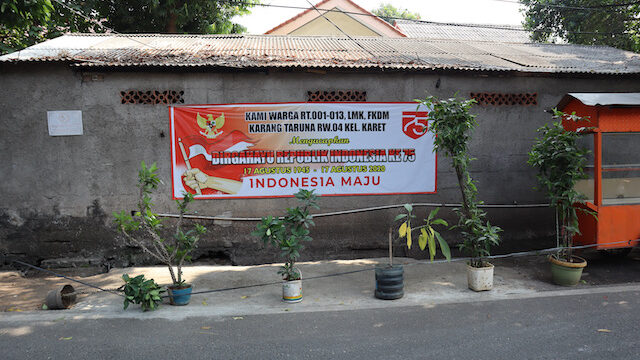 KAMI WARGA RT.001-013, LMK, FKDM
KARANG TARUNA RW.04 KEL. KARET
Mengucapkan
DIRGAHAYU REPUBLIK INDONESIA KE 75
17 AGUSTUS 1945 - 17 AGUSTUS 2020
INDONESIA MAJU
75